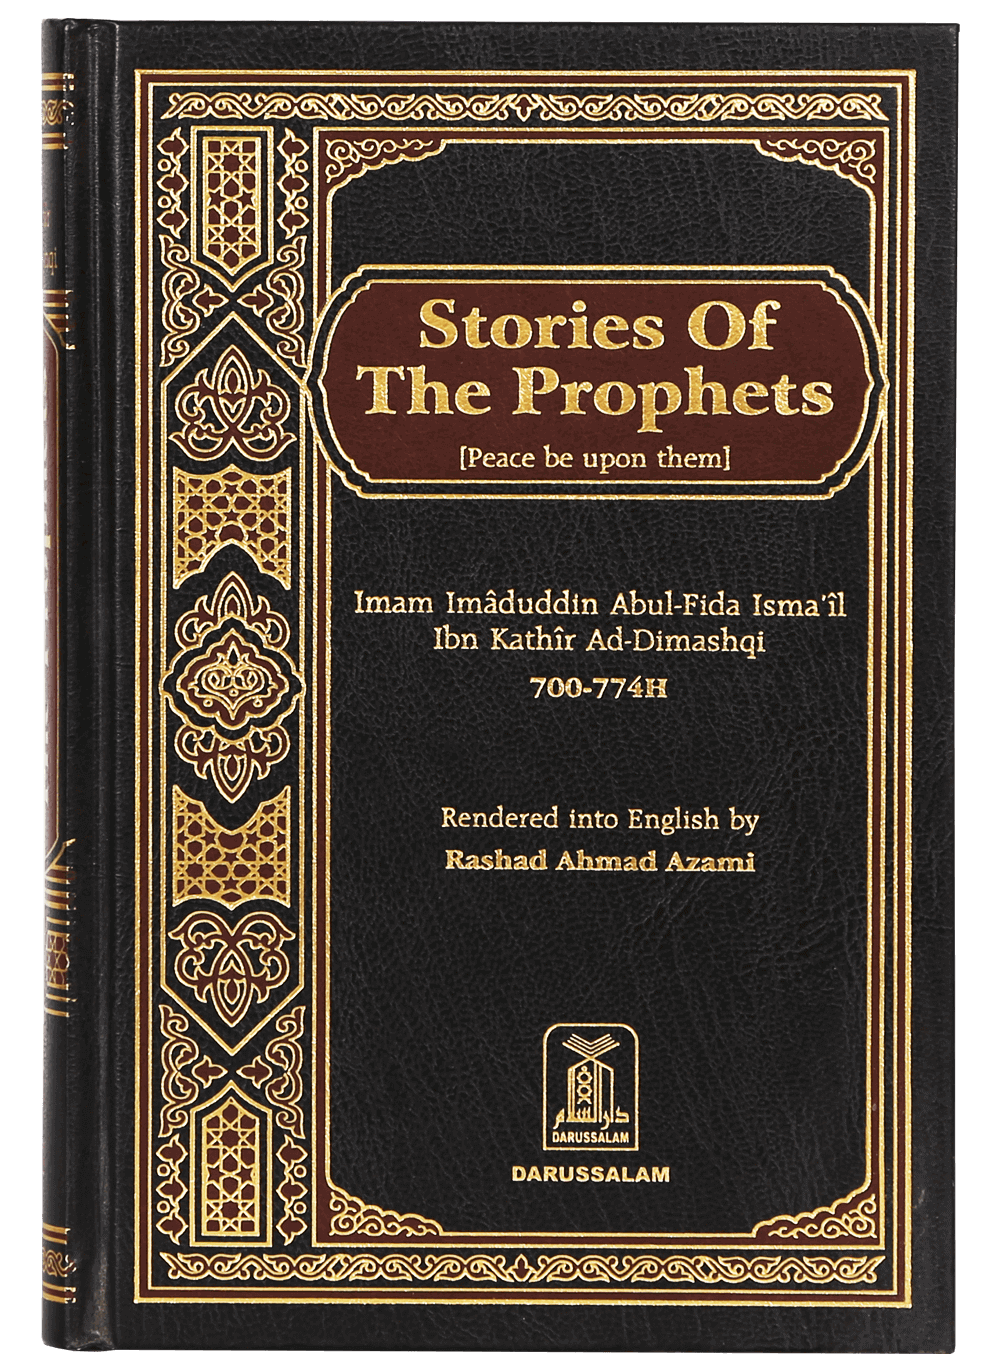 Stories Of
The Prophets
[Peace be upon them]
Imam Imâduddin Abul-Fida Isma'îl
Ibn Kathîr Ad-Dimashqi
700-774H
Rendered into English by
Rashad Ahmad Azami
دارالسلام
DARUSSALAM
DARUSSALAM